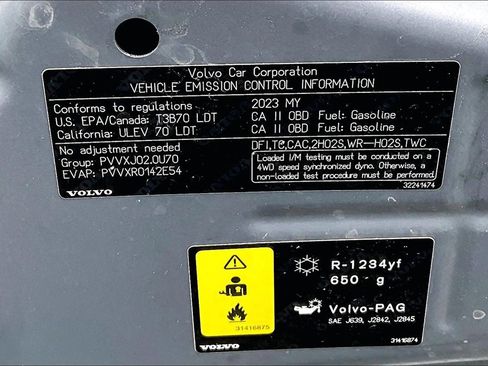 Volvo Car Corporation
VEHICLE EMISSION CONTROL INFORMATION
Conforms to regulations 2023 MY
U.S. EPA/Canada: T3B70 LDT CA II OBD Fuel: Gasoline
California: ULEV 70 LDT CA II OBD Fuel: Gasoline
No adjustment needed DFI,TC,CAC,2HO2S,WR-HO2S,TWC
Group: PVVXJ02.0U70
EVAP: PVVXR0142E54
Loaded I/M testing must be conducted on a
4WD speed synchronized dyno. Otherwise, a
non-loaded test procedure must be performed.
VOLVO 32241474
R-1234yf
650 g
Volvo-PAG
SAE J639, J2842, J2845
31416875
VOLVO 31416874